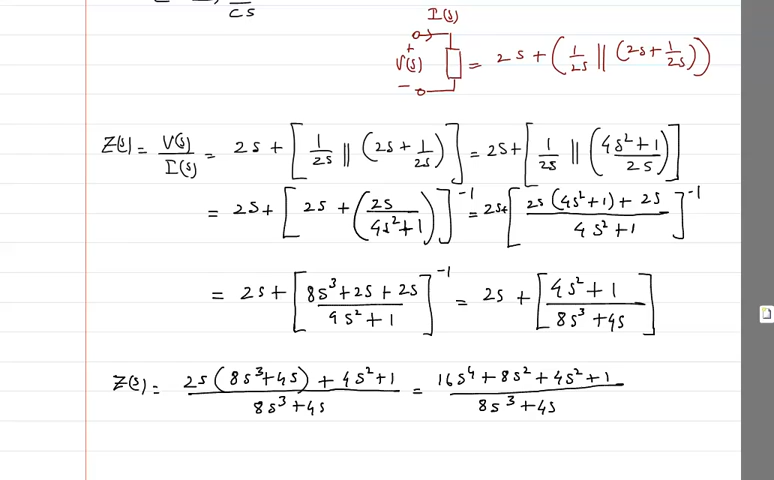 CS
I(s)
+ V(s) − = 2s + (1/2s || (2s + 1/2s))
Z(s) = V(s)/I(s) = 2s + [1/2s || (2s + 1/2s)] = 2s + [1/2s || (4s²+1/2s)]
= 2s + [2s + (2s/4s²+1)]⁻¹ = 2s+ [2s(4s²+1) + 2s/4s²+1]⁻¹
= 2s + [8s³+2s+2s/4s²+1]⁻¹ = 2s + [4s²+1/8s³+4s]
Z(s) = 2s(8s³+4s) + 4s²+1/8s³+4s = 16s⁴+8s²+4s²+1/8s³+4s